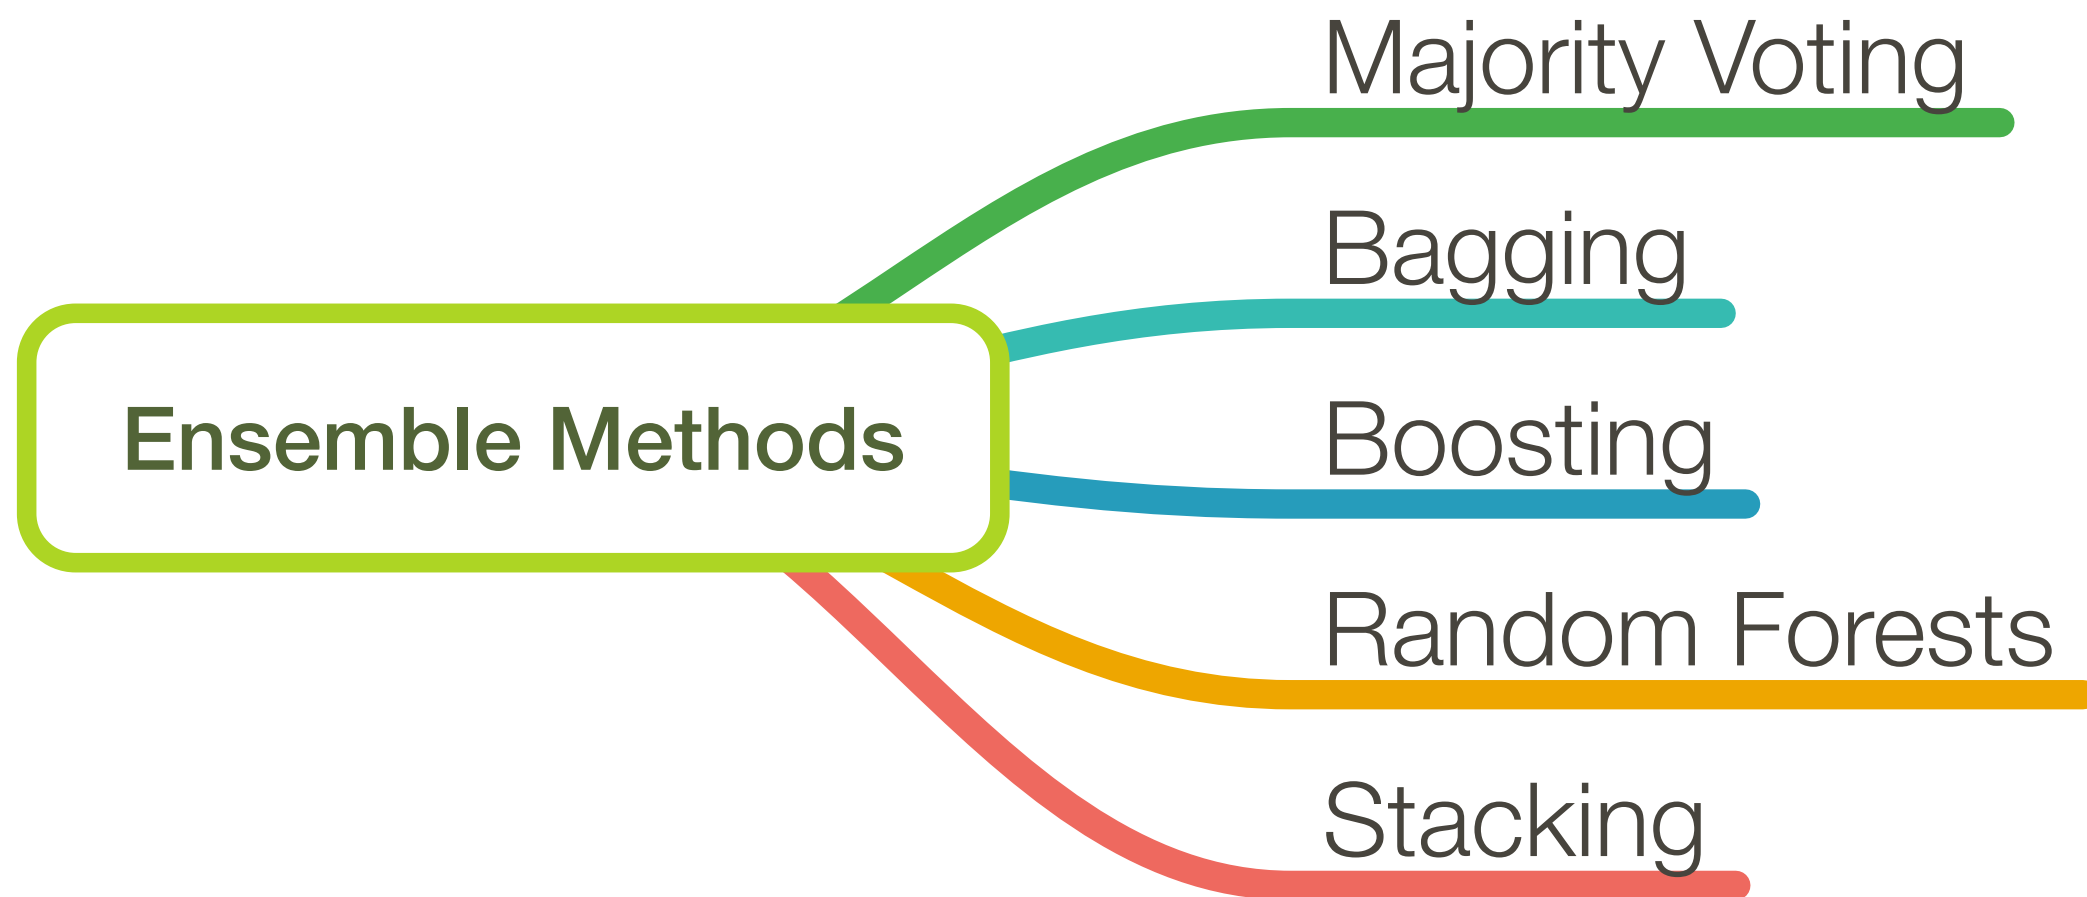 Majority Voting
Bagging
Ensemble Methods
Boosting
Random Forests
Stacking